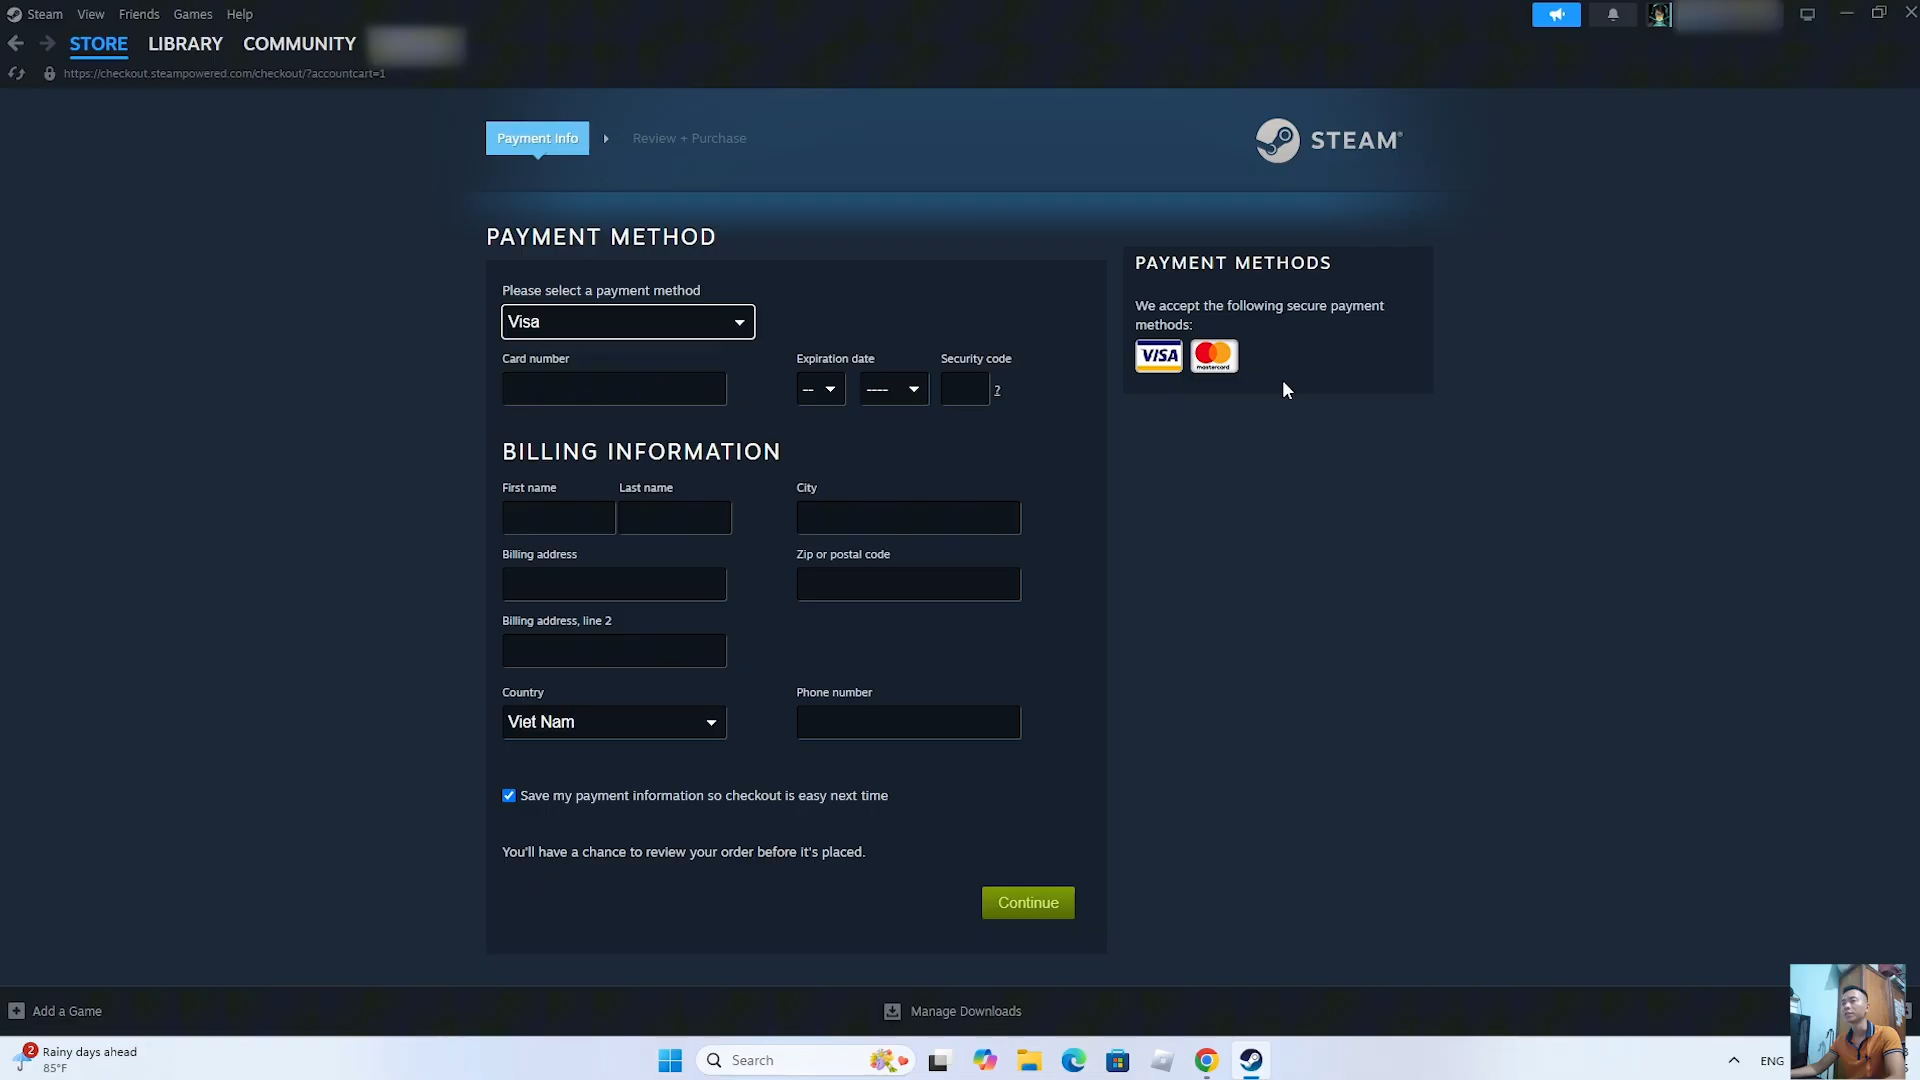 Steam View Friends Games Help
STORE LIBRARY COMMUNITY
https://checkout.steampowered.com/checkout/?accountcart=1
Payment Info Review + Purchase
STEAM®
PAYMENT METHOD
Please select a payment method
Visa
Card number Expiration date Security code
-- ---- ?
BILLING INFORMATION
First name Last name City
Billing address Zip or postal code
Billing address, line 2
Country Phone number
Viet Nam
Save my payment information so checkout is easy next time
You'll have a chance to review your order before it's placed.
Continue
PAYMENT METHODS
We accept the following secure payment
methods:
VISA mastercard
Add a Game Manage Downloads
2 Rainy days ahead
85°F
Search
ENG